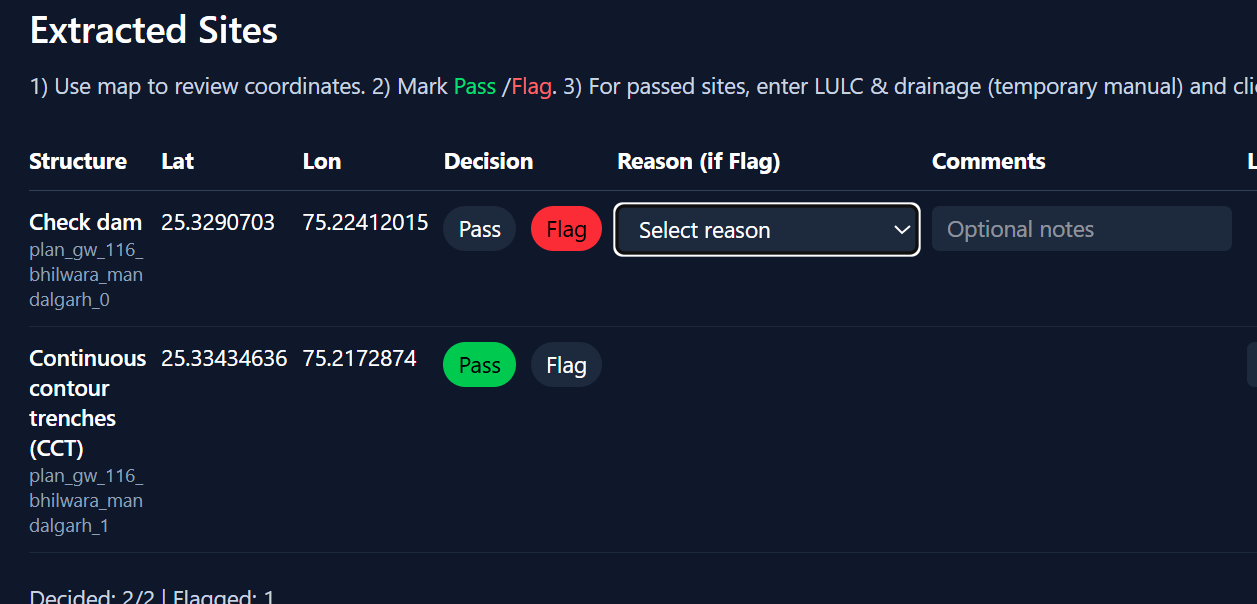 Extracted Sites
1) Use map to review coordinates. 2) Mark Pass /Flag. 3) For passed sites, enter LULC & drainage (temporary manual) and
Structure Lat Lon Decision Reason (if Flag) Comments
Check dam 25.3290703 75.22412015 Pass Flag Select reason Optional notes
plan_gw_116_
bhilwara_man
dalgarh_0
Continuous 25.33434636 75.2172874 Pass Flag
contour
trenches
(CCT)
plan_gw_116_
bhilwara_man
dalgarh_1
Decided: 2/2 | Flagged: 1